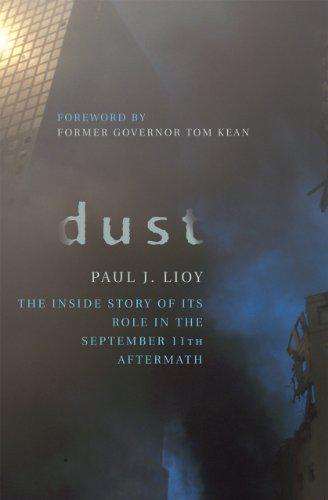 FOREWORD BY
FORMER GOVERNOR TOM KEAN
dust
PAUL J. LIOY
THE INSIDE STORY OF ITS
ROLE IN THE
SEPTEMBER 11TH
AFTERMATH